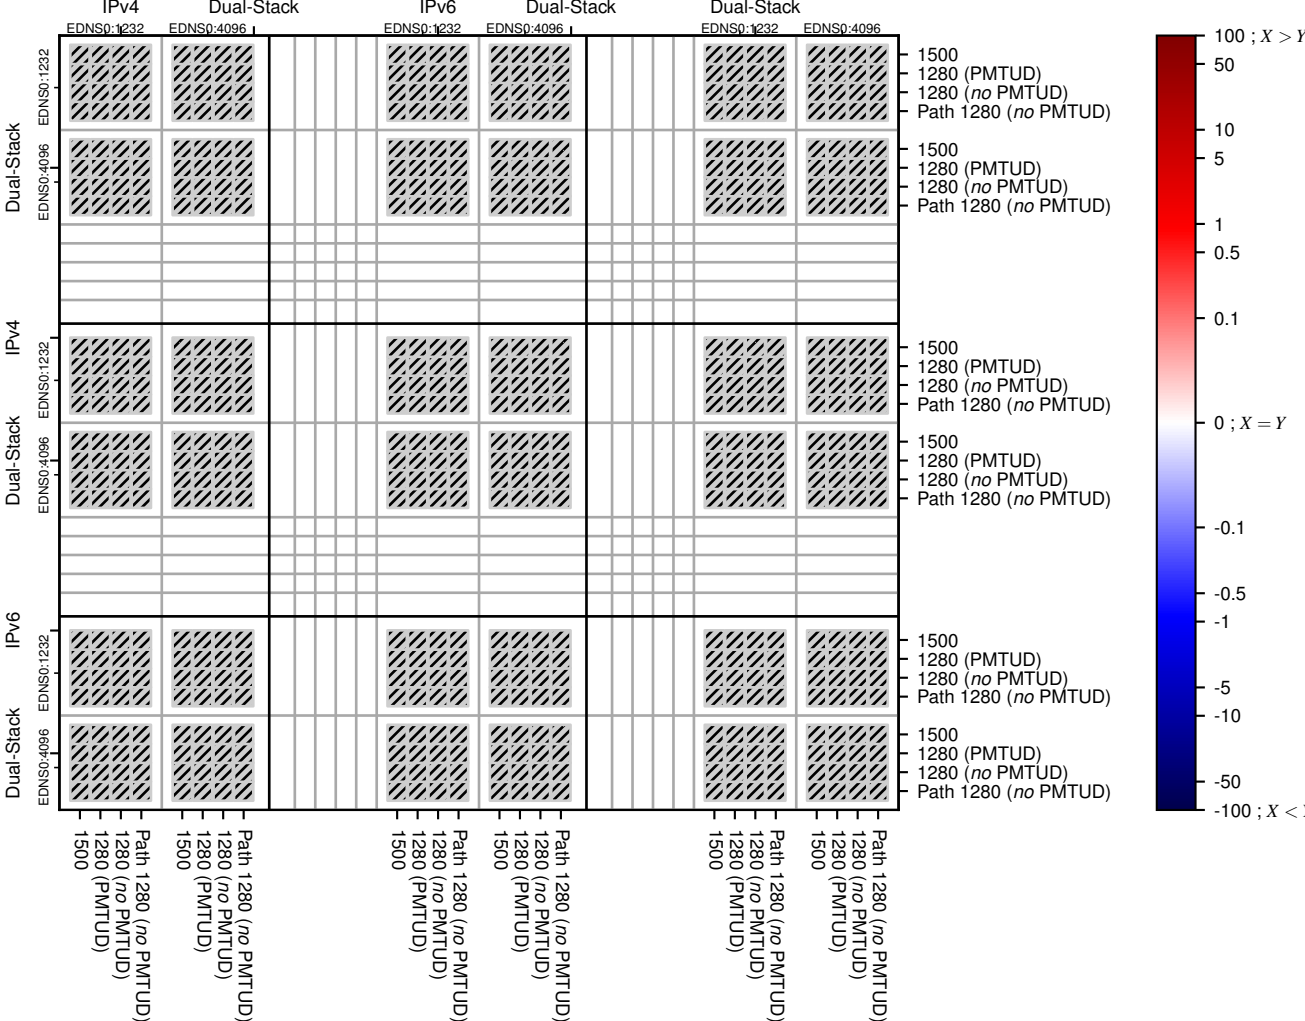 IPv4 Dual-Stack IPv6 Dual-Stack Dual-Stack
EDNS0:1232 EDNS0:4096 EDNS0:1232 EDNS0:4096 EDNS0:1232 EDNS0:4096
Dual-Stack
EDNS0:1232
1500
1280 (PMTUD)
1280 (no PMTUD)
Path 1280 (no PMTUD)
EDNS0:4096
1500
1280 (PMTUD)
1280 (no PMTUD)
Path 1280 (no PMTUD)
IPv4
Dual-Stack
EDNS0:1232
1500
1280 (PMTUD)
1280 (no PMTUD)
Path 1280 (no PMTUD)
EDNS0:4096
1500
1280 (PMTUD)
1280 (no PMTUD)
Path 1280 (no PMTUD)
IPv6
Dual-Stack
EDNS0:1232
1500
1280 (PMTUD)
1280 (no PMTUD)
Path 1280 (no PMTUD)
EDNS0:4096
1500
1280 (PMTUD)
1280 (no PMTUD)
Path 1280 (no PMTUD)
1500
1280 (PMTUD)
1280 (no PMTUD)
Path 1280 (no PMTUD)
1500
1280 (PMTUD)
1280 (no PMTUD)
Path 1280 (no PMTUD)
1500
1280 (PMTUD)
1280 (no PMTUD)
Path 1280 (no PMTUD)
1500
1280 (PMTUD)
1280 (no PMTUD)
Path 1280 (no PMTUD)
1500
1280 (PMTUD)
1280 (no PMTUD)
Path 1280 (no PMTUD)
1500
1280 (PMTUD)
1280 (no PMTUD)
Path 1280 (no PMTUD)
100 ; X > Y
50
10
5
1
0.5
0.1
0 ; X = Y
-0.1
-0.5
-1
-5
-10
-50
-100 ; X < Y